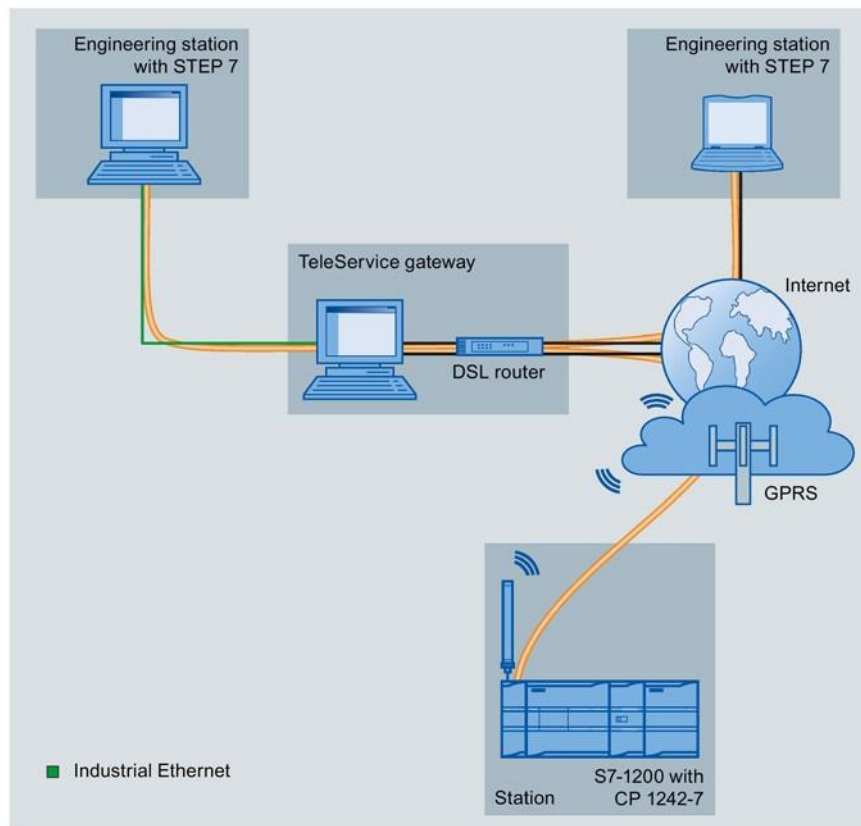 Engineering station
with STEP 7
Engineering station
with STEP 7
TeleService gateway
Internet
DSL router
GPRS
Industrial Ethernet
S7-1200 with
CP 1242-7
Station